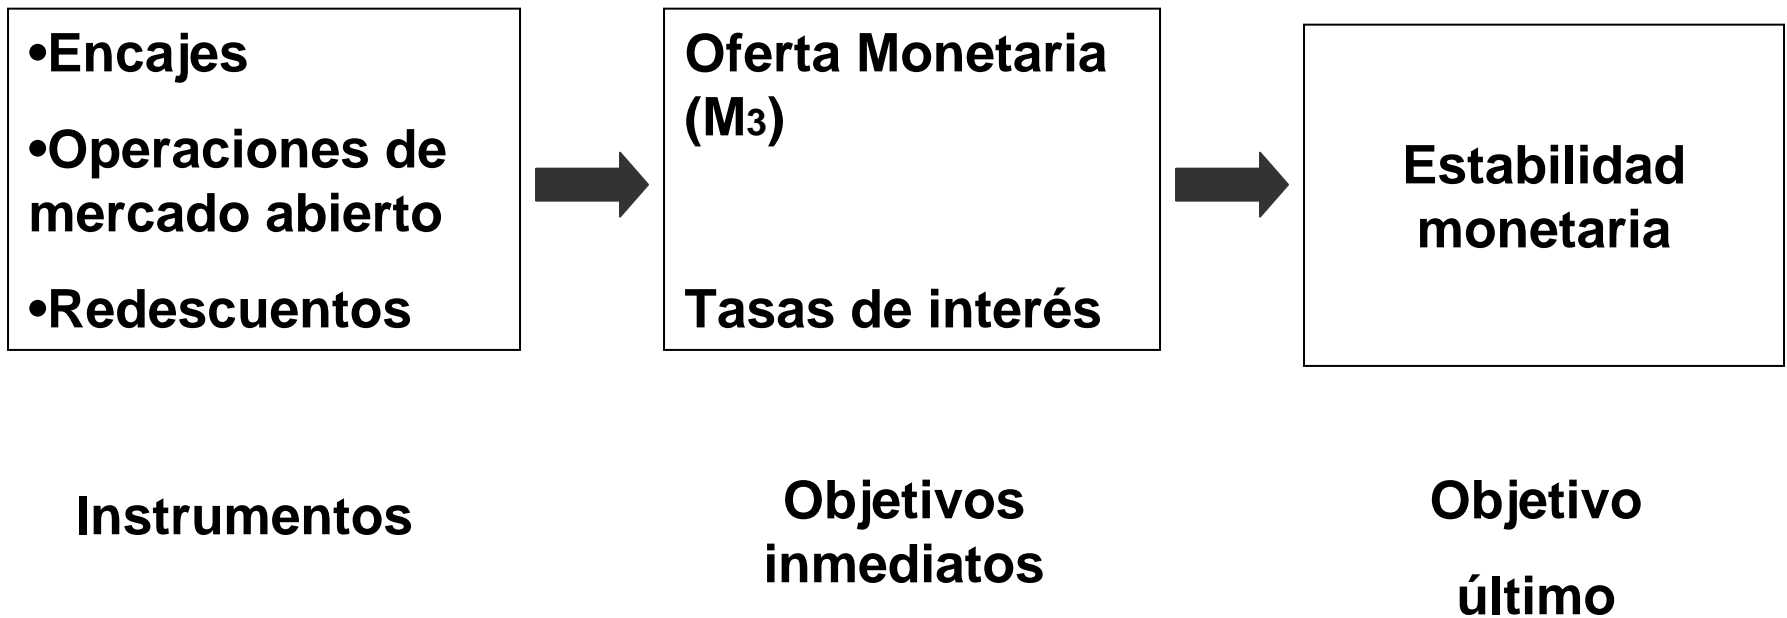 •Encajes
•Operaciones de
mercado abierto
•Redescuentos
Oferta Monetaria
(M3)
Tasas de interés
Estabilidad
monetaria
Instrumentos
Objetivos
inmediatos
Objetivo
último